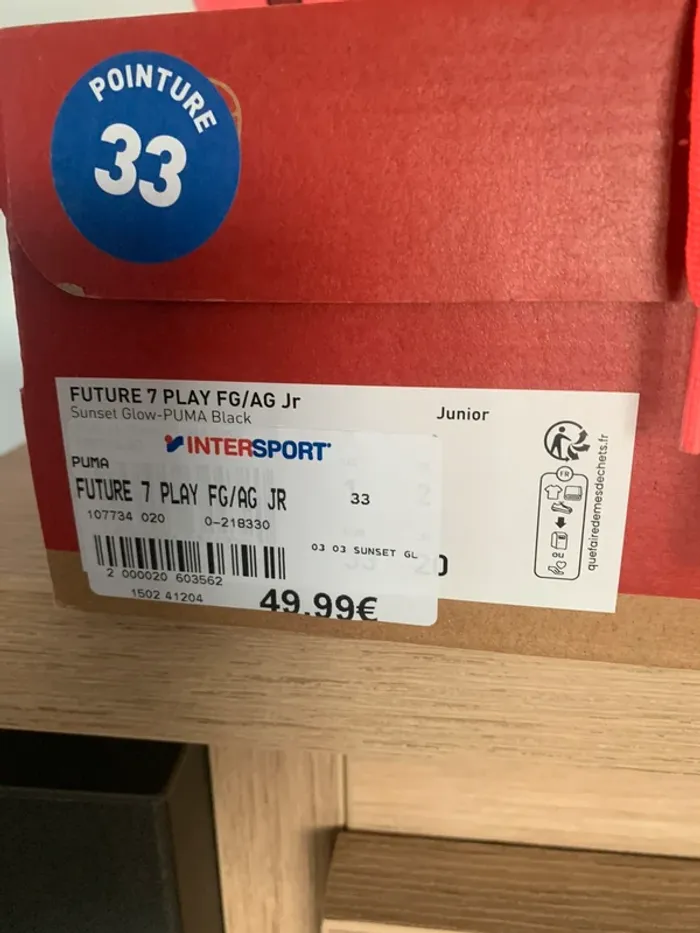 POINTURE
33
FUTURE 7 PLAY FG/AG Jr
Sunset Glow-PUMA Black
Junior
INTERSPORT
PUMA
FUTURE 7 PLAY FG/AG JR 33
107734 020 0-218330
03 03 SUNSET GL
2 000020 603562
1502 41204
49.99€
FR
OU
quefairedemesdechets.fr